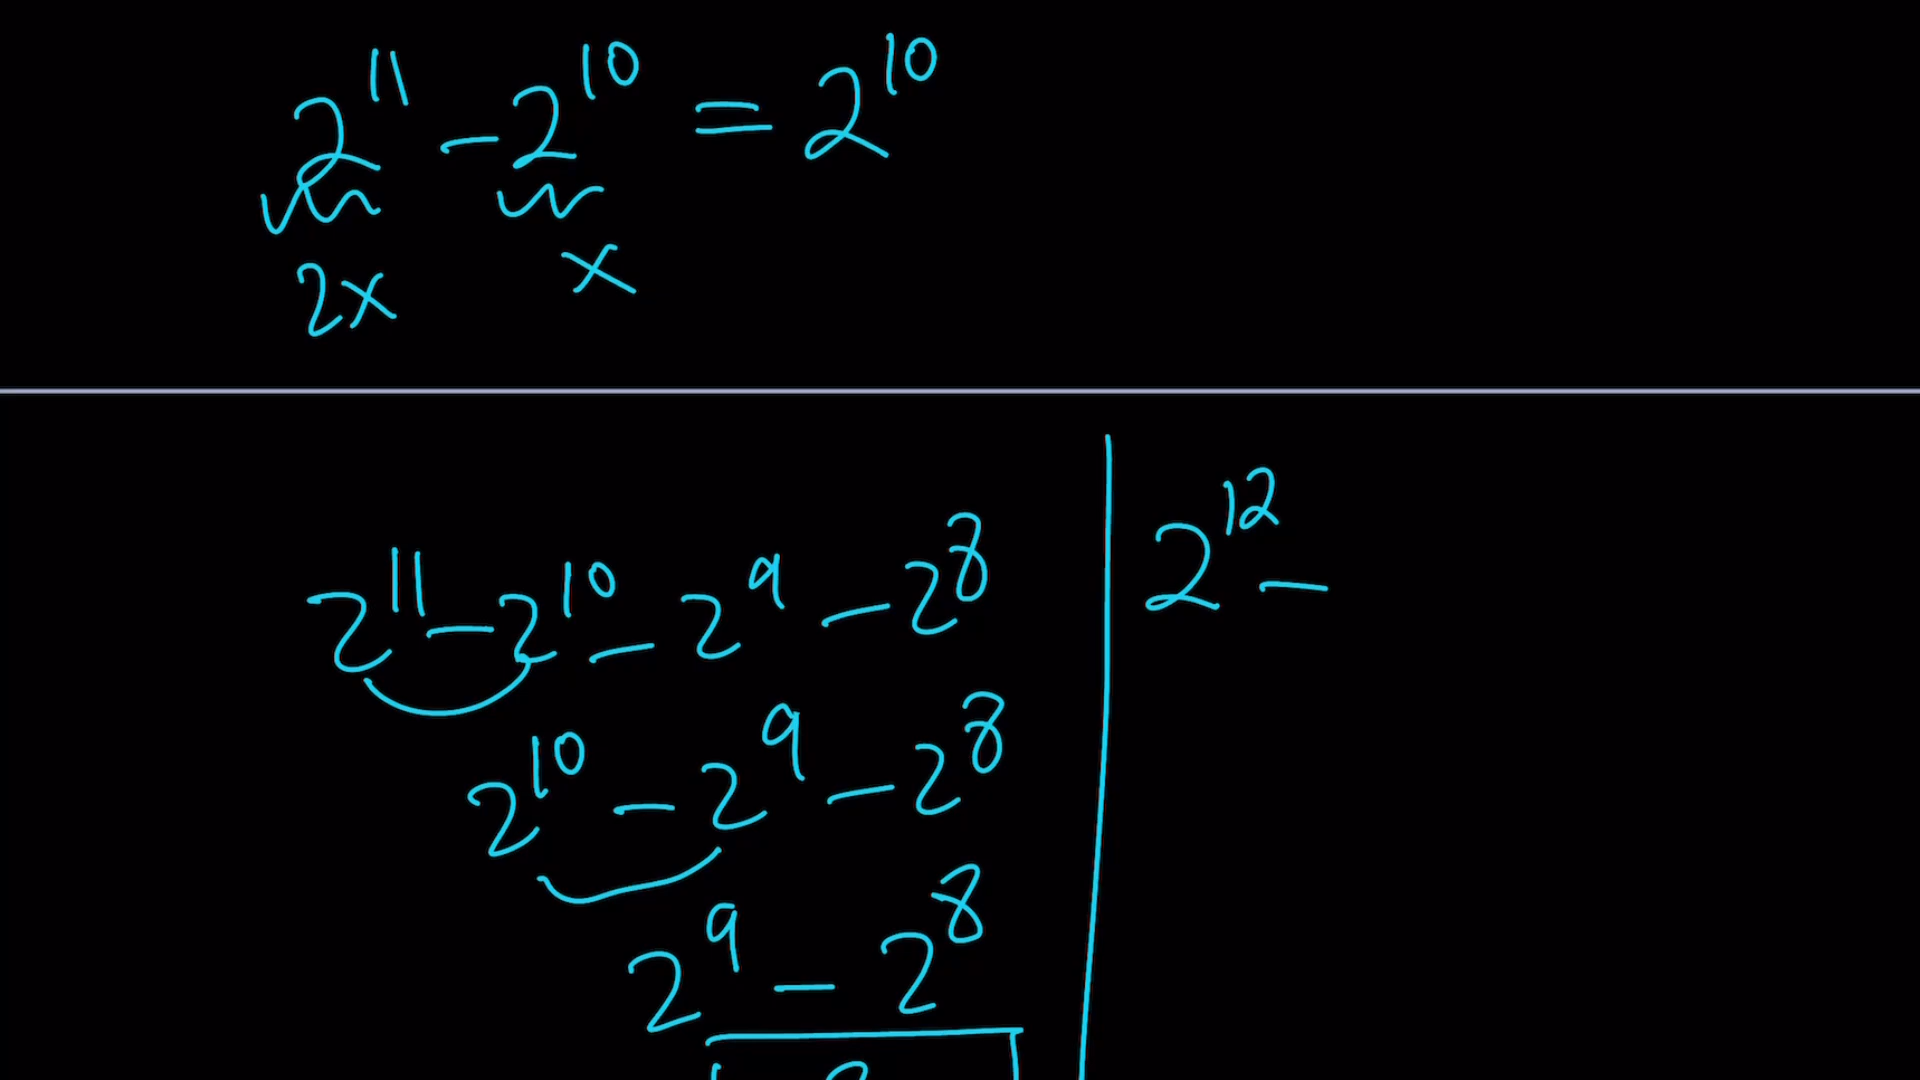 2^11 - 2^10 = 2^10
2x x
2^11 - 2^10 - 2^9 - 2^8
2^10 - 2^9 - 2^8
2^9 - 2^8
2^12 -